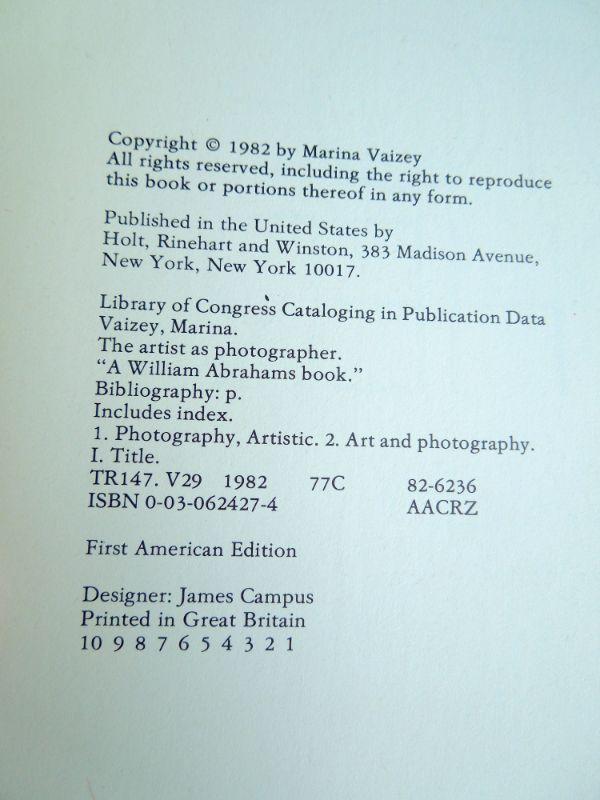 Copyright © 1982 by Marina Vaizey
All rights reserved, including the right to reproduce
this book or portions thereof in any form.
Published in the United States by
Holt, Rinehart and Winston, 383 Madison Avenue,
New York, New York 10017.
Library of Congress Cataloging in Publication Data
Vaizey, Marina.
The artist as photographer.
“A William Abrahams book.”
Bibliography: p.
Includes index.
1. Photography, Artistic. 2. Art and photography.
I. Title.
TR147. V29 1982 77C 82-6236
ISBN 0-03-062427-4 AACRZ
First American Edition
Designer: James Campus
Printed in Great Britain
10 9 8 7 6 5 4 3 2 1